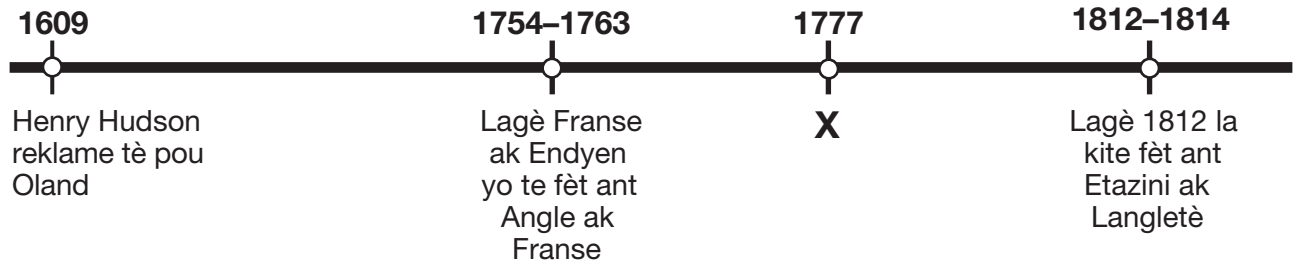 1609
Henry Hudson
reklame tè pou
Oland
1754–1763
Lagè Franse
ak Endyen
yo te fèt ant
Angle ak
Franse
1777
X
1812–1814
Lagè 1812 la
kite fèt ant
Etazini ak
Langletè